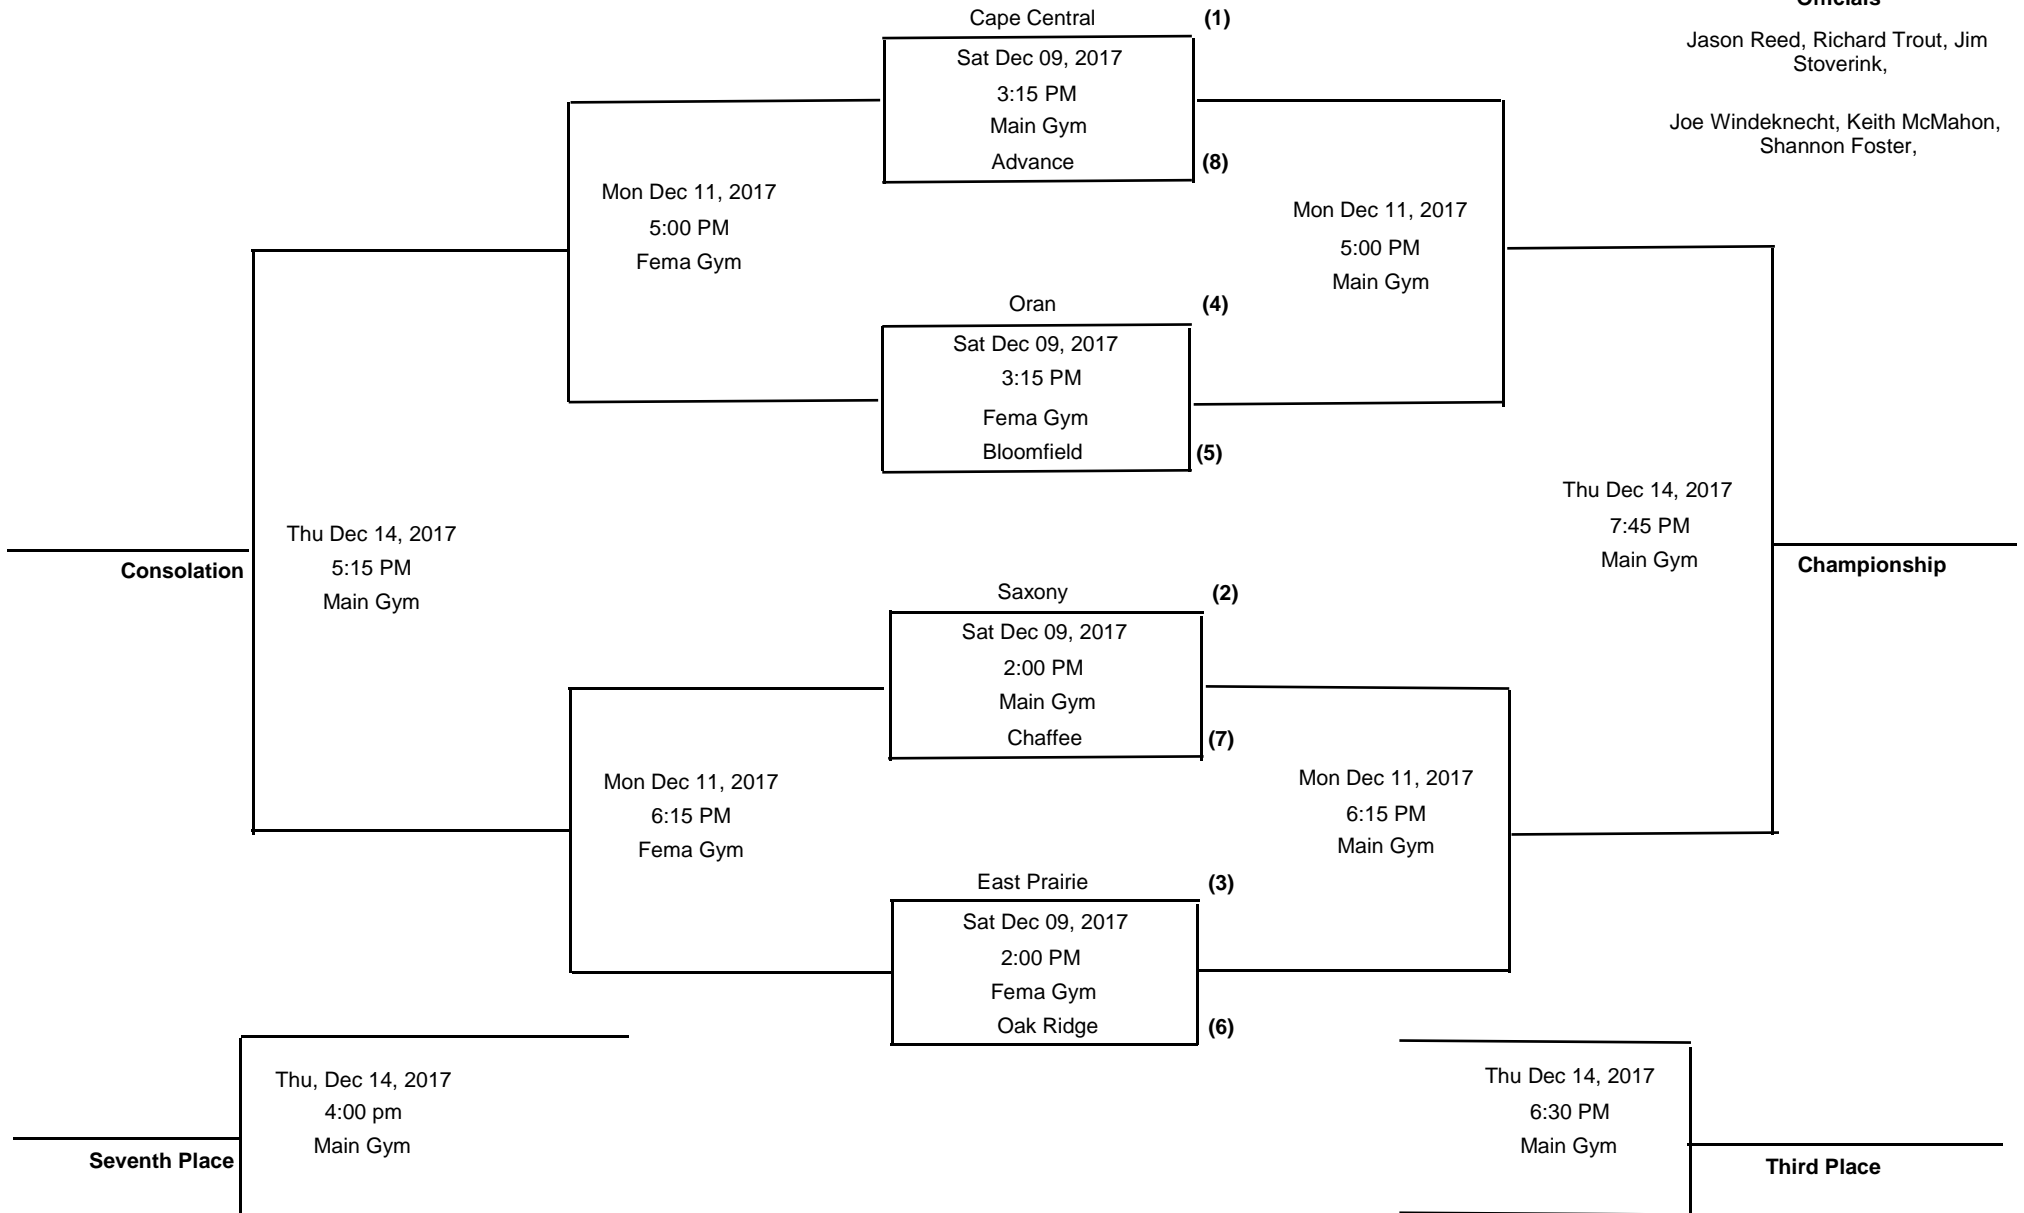 Officials
Cape Central (1)
Jason Reed, Richard Trout, Jim
Stoverink,
Sat Dec 09, 2017
3:15 PM
Main Gym
Advance (8)
Joe Windeknecht, Keith McMahon,
Shannon Foster,
Mon Dec 11, 2017
5:00 PM
Fema Gym
Mon Dec 11, 2017
5:00 PM
Main Gym
Oran (4)
Sat Dec 09, 2017
3:15 PM
Fema Gym
Bloomfield (5)
Thu Dec 14, 2017
5:15 PM
Main Gym
Consolation
Thu Dec 14, 2017
7:45 PM
Main Gym
Championship
Saxony (2)
Sat Dec 09, 2017
2:00 PM
Main Gym
Chaffee (7)
Mon Dec 11, 2017
6:15 PM
Fema Gym
Mon Dec 11, 2017
6:15 PM
Main Gym
East Prairie (3)
Sat Dec 09, 2017
2:00 PM
Fema Gym
Oak Ridge (6)
Thu, Dec 14, 2017
4:00 pm
Main Gym
Seventh Place
Thu Dec 14, 2017
6:30 PM
Main Gym
Third Place